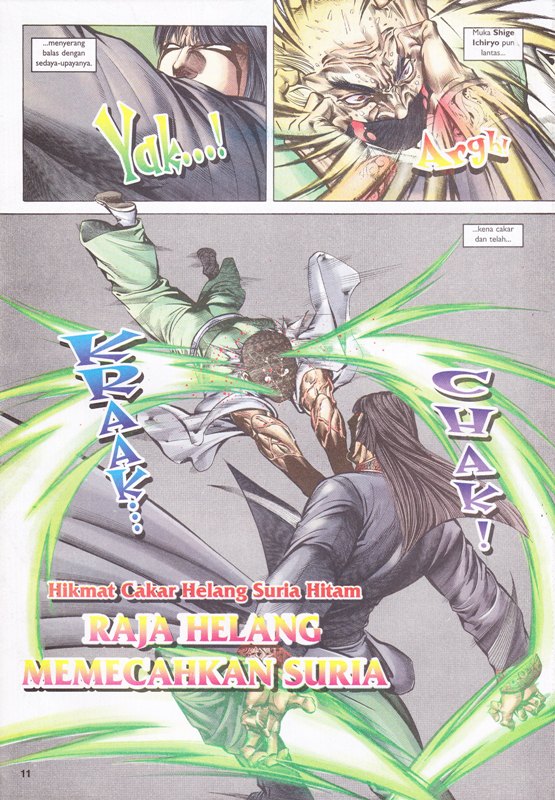 ...menyerang
balas dengan
sedaya-upayanya.
Yak...!
Muka Shige
Ichiryo pun
lantas...
Argh!
...kena cakar
dan telah...
KRAAK...
CHAK!
Hikmat Cakar Helang Suria Hitam
RAJA HELANG
MEMECAHKAN SURIA
11